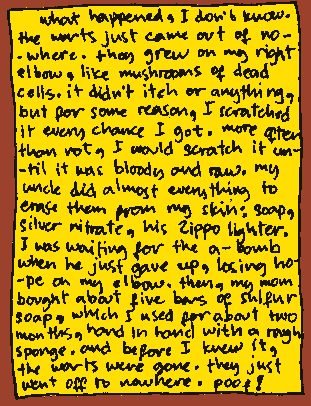 what happened, I don't know.
the warts just came out of no-
-where. they grew on my right
elbow, like mushrooms of dead
cells. it didn't itch or anything,
but for some reason, I scratched
it every chance I got. more often
than not, I would scratch it un-
-til it was bloody and raw. my
uncle did almost everything to
erase them from my skin: soap,
silver nitrate, his Zippo lighter.
I was waiting for the a-bomb
when he just gave up, losing ho-
-pe on my elbow. then, my mom
bought about five bars of sulfur
soap, which I used for about two
months, hand in hand with a rough
sponge. and before I knew it,
the warts were gone. they just
went off to nowhere. poof!